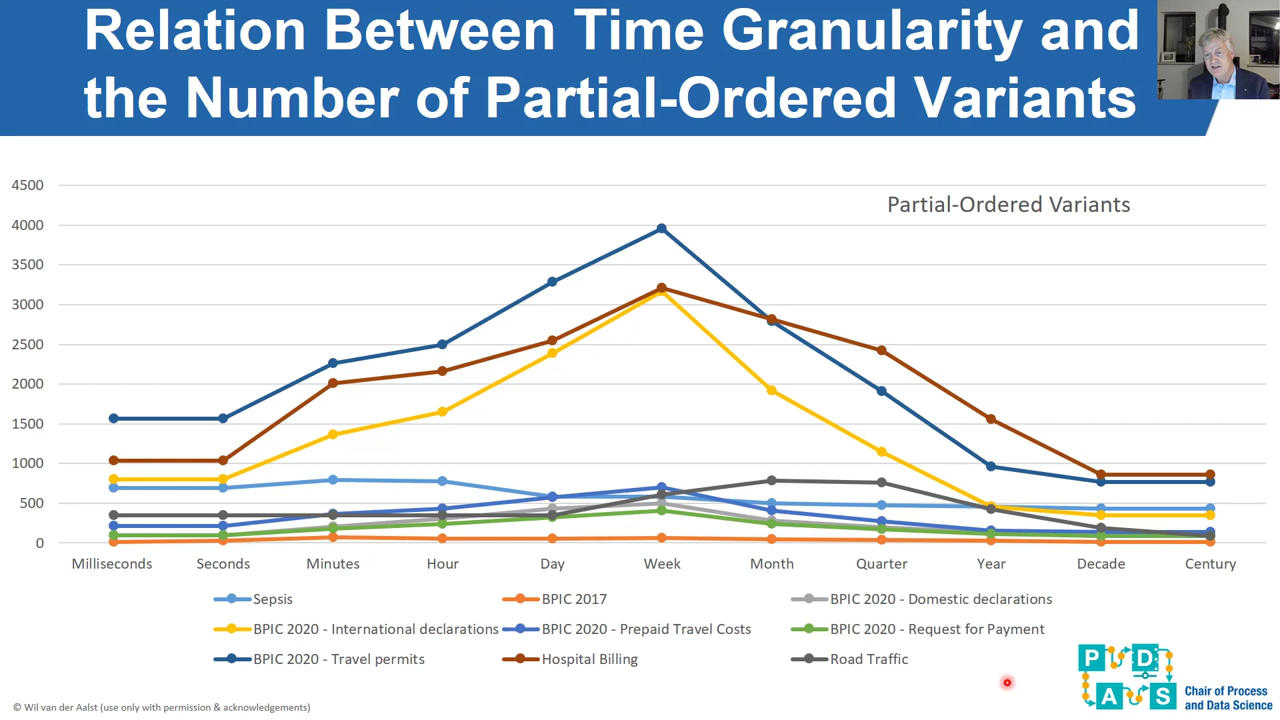 Relation Between Time Granularity and
the Number of Partial-Ordered Variants
Partial-Ordered Variants
4500
4000
3500
3000
2500
2000
1500
1000
500
0
Milliseconds Seconds Minutes Hour Day Week Month Quarter Year Decade Century
Sepsis BPIC 2017 BPIC 2020 - Domestic declarations
BPIC 2020 - International declarations BPIC 2020 - Prepaid Travel Costs BPIC 2020 - Request for Payment
BPIC 2020 - Travel permits Hospital Billing Road Traffic
P D
A S
Chair of Process
and Data Science
© Wil van der Aalst (use only with permission & acknowledgements)